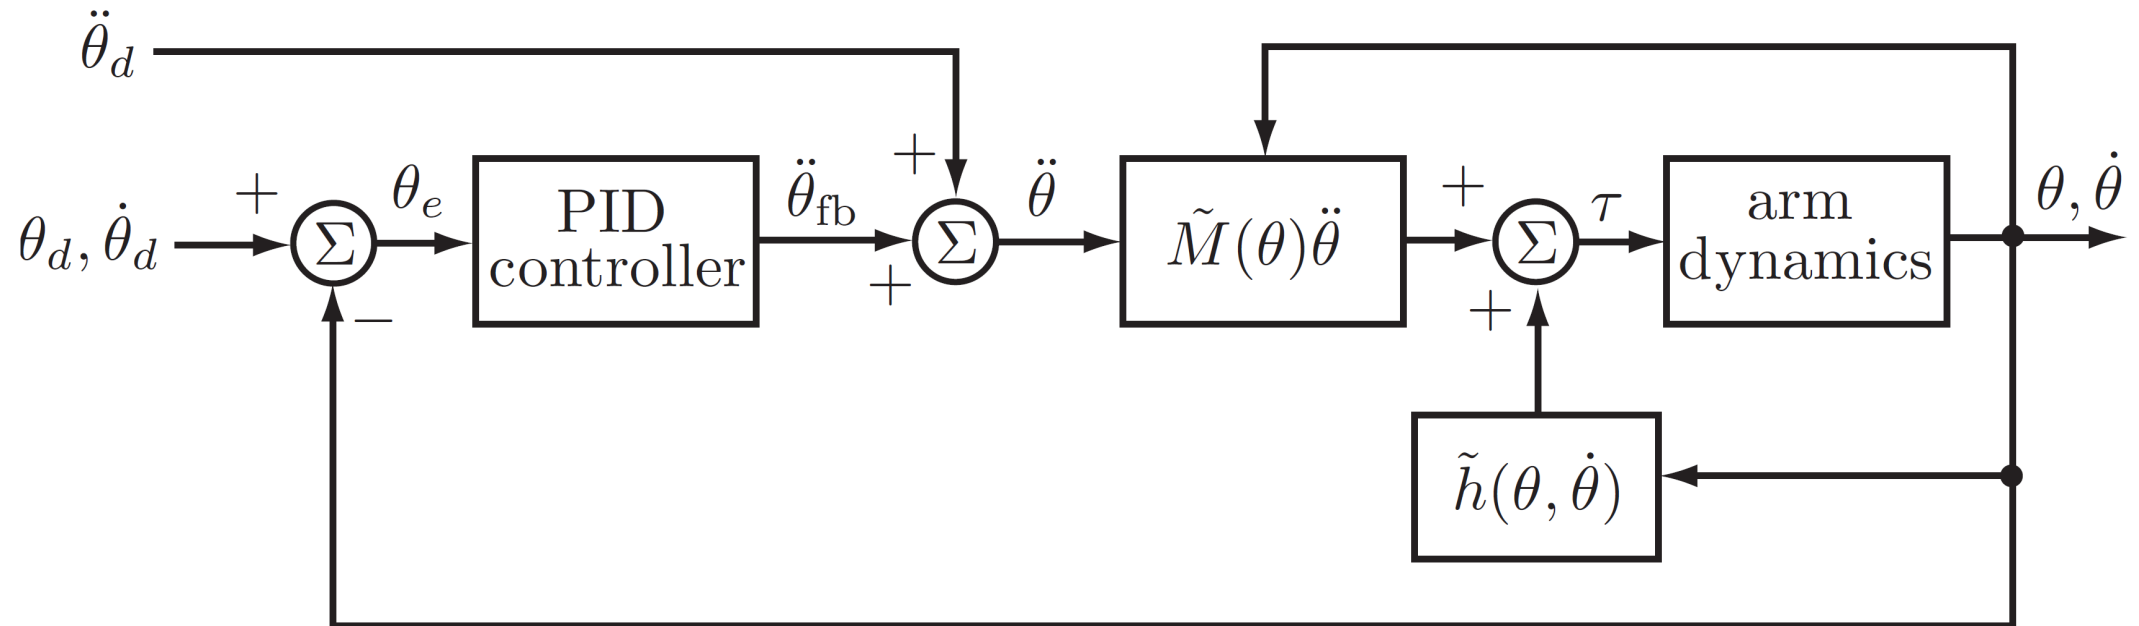 θ̈_d
+
θ_d, θ̇_d
+
Σ
−
θ_e
PID
controller
θ̈_fb
+
+
Σ
θ̈
M̃(θ)θ̈
+
+
Σ
τ
arm
dynamics
θ, θ̇
h̃(θ, θ̇)